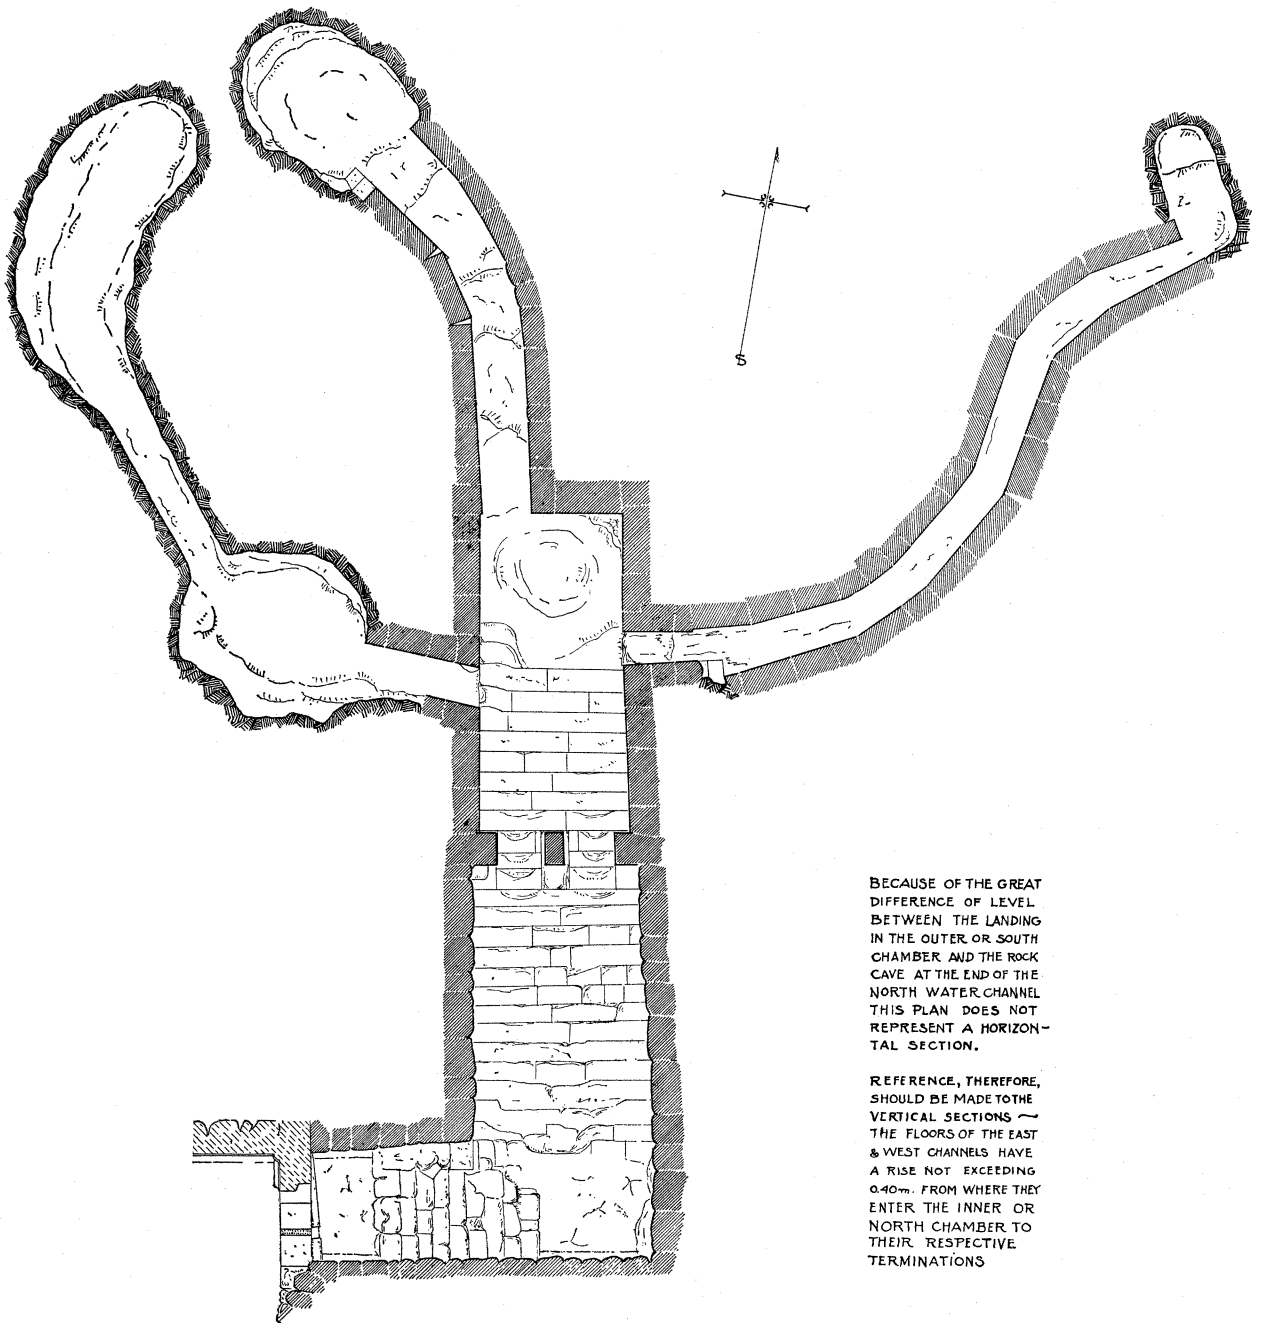 S
BECAUSE OF THE GREAT
DIFFERENCE OF LEVEL
BETWEEN THE LANDING
IN THE OUTER OR SOUTH
CHAMBER AND THE ROCK
CAVE AT THE END OF THE
NORTH WATER CHANNEL
THIS PLAN DOES NOT
REPRESENT A HORIZON-
TAL SECTION.
REFERENCE, THEREFORE,
SHOULD BE MADE TO THE
VERTICAL SECTIONS ~
THE FLOORS OF THE EAST
& WEST CHANNELS HAVE
A RISE NOT EXCEEDING
0.40m. FROM WHERE THEY
ENTER THE INNER OR
NORTH CHAMBER TO
THEIR RESPECTIVE
TERMINATIONS